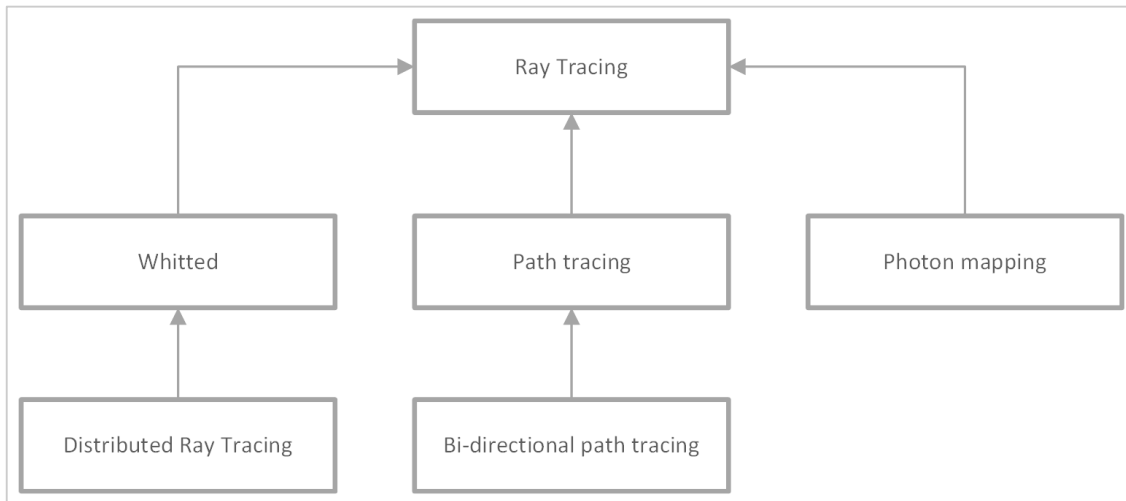 Ray Tracing
Whitted
Path tracing
Photon mapping
Distributed Ray Tracing
Bi-directional path tracing